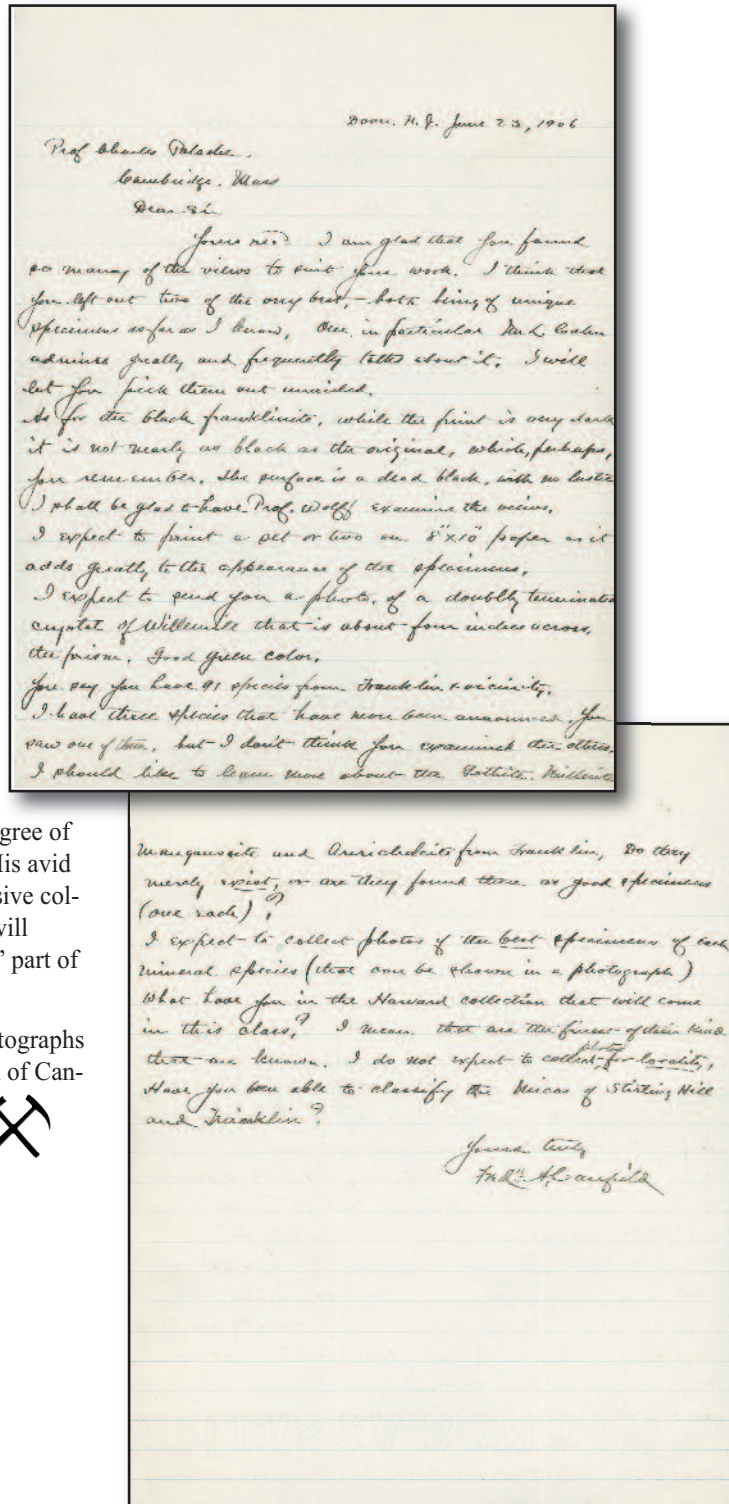 Dover. N. J. June 23, 1906
Prof Charles Palache.
Cambridge. Mass
Dear Sir
Yours rec'd I am glad that you found
so many of the views to suit your work. I think that
you left out two of the very best, - both being of unique
specimens as far as I know, One in particular
admires greatly and frequently talks about it. I will
let you pick them out unaided.
As for the black franklinite, while the print is very dark
it is not nearly as black as the original, which, perhaps,
you remember. The surface is a dead black, with no lustre
I shall be glad to have Prof. Wolff examine the views.
I expect to print a set or two on 8"x10" paper as it
adds greatly to the appearance of the specimens.
I expect to send you a photo. of a doubly terminated
crystal of Willemite that is about four inches across.
the prism. Good green color.
You say you have 91 species from Franklin & vicinity.
I have three species that have never been announced. You
saw one of them, but I don't think you examined the others.
I should like to learn more about the Goethite. Millerite
gree of
His avid
sive col-
will
” part of
tographs
n of Can-
Manganosite and from Franklin, Do they
merely exist, or are they found there as good specimens
(one each)?
I expect to collect photos of the best specimens of each
mineral species (that can be shown in a photograph)
What have you in the Harvard collection that will come
in this class? I mean that are the finest of their kind
that are known. I do not expect to collect photos for locality,
Have you been able to classify the Micas of Stirling Hill
and Franklin?
Yours truly
Fred'k A. Canfield